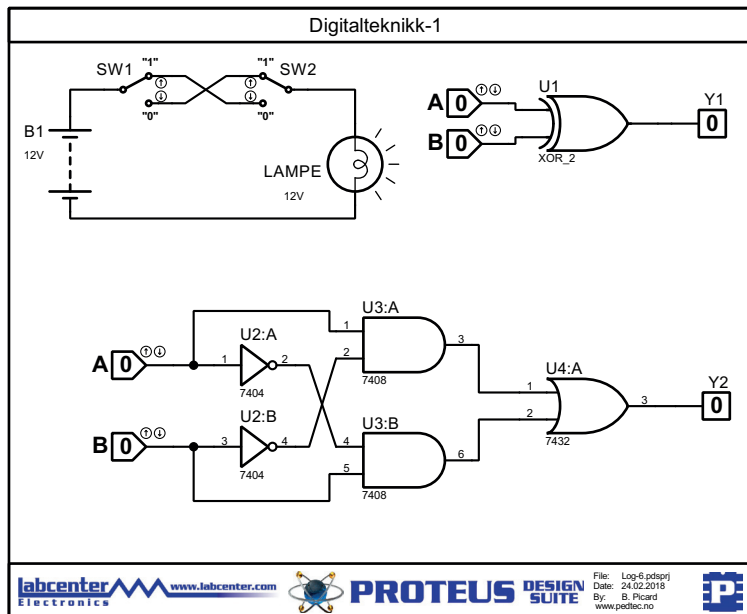 Digitalteknikk-1
SW1 "1" "1" SW2
"0" "0"
B1
12V
LAMPE
12V
U1
A 0
B 0
XOR_2
Y1
0
A 0
B 0
U2:A
1 2
7404
U2:B
3 4
7404
U3:A
1
2
3
7408
U3:B
4
5
6
7408
U4:A
1
2
3
7432
Y2
0
labcenter www.labcenter.com
Electronics
PROTEUS DESIGN SUITE
File: Log-6.pdsprj
Date: 24.02.2018
By: B. Picard
www.pedtec.no
P